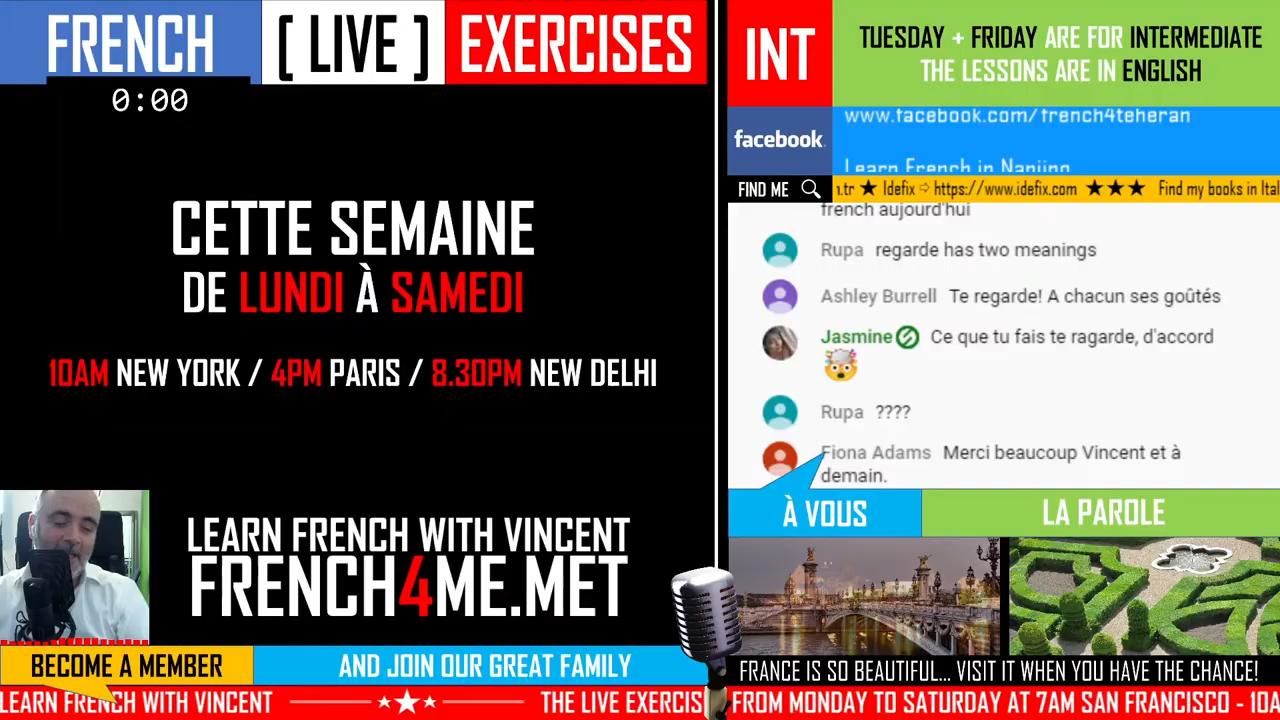 FRENCH [ LIVE ] EXERCISES
0:00
CETTE SEMAINE
DE LUNDI À SAMEDI
10AM NEW YORK / 4PM PARIS / 8.30PM NEW DELHI
LEARN FRENCH WITH VINCENT
FRENCH4ME.MET
BECOME A MEMBER AND JOIN OUR GREAT FAMILY
LEARN FRENCH WITH VINCENT THE LIVE EXERCIS
INT
TUESDAY + FRIDAY ARE FOR INTERMEDIATE
THE LESSONS ARE IN ENGLISH
facebook.
www.facebook.com/french4teheran
Learn French in Nanjing
FIND ME
n.tr ★ Idefix ⇨ https://www.idefix.com ★★★ Find my books in Ital
french aujourd'hui
Rupa regarde has two meanings
Ashley Burrell Te regarde! A chacun ses goûtés
Jasmine Ce que tu fais te ragarde, d'accord
Rupa ????
Fiona Adams Merci beaucoup Vincent et à
demain.
À VOUS LA PAROLE
FRANCE IS SO BEAUTIFUL... VISIT IT WHEN YOU HAVE THE CHANCE!
FROM MONDAY TO SATURDAY AT 7AM SAN FRANCISCO - 10A